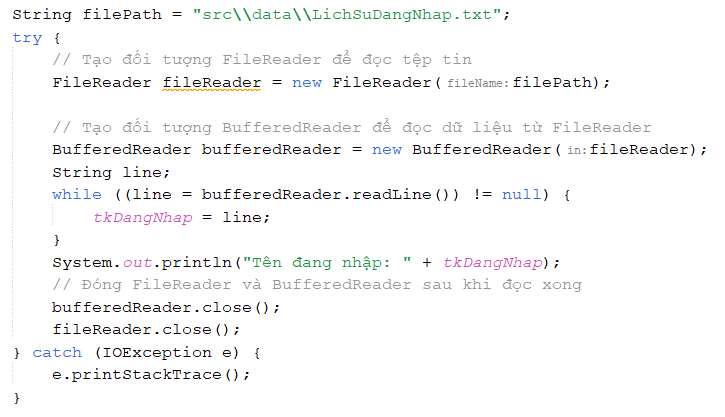 String filePath = "src\\data\\LichSuDangNhap.txt";
try {
// Tạo đối tượng FileReader để đọc tệp tin
FileReader fileReader = new FileReader(fileName:filePath);
// Tạo đối tượng BufferedReader để đọc dữ liệu từ FileReader
BufferedReader bufferedReader = new BufferedReader(in:fileReader);
String line;
while ((line = bufferedReader.readLine()) != null) {
tkDangNhap = line;
}
System.out.println("Tên đang nhập: " + tkDangNhap);
// Đóng FileReader và BufferedReader sau khi đọc xong
bufferedReader.close();
fileReader.close();
} catch (IOException e) {
e.printStackTrace();
}